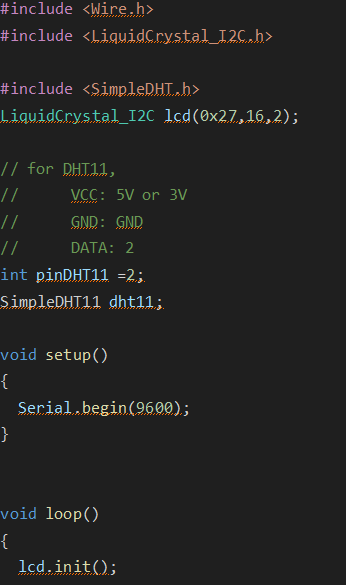 #include <Wire.h>
#include <LiquidCrystal_I2C.h>
#include <SimpleDHT.h>
LiquidCrystal_I2C lcd(0x27,16,2);
// for DHT11,
//      VCC: 5V or 3V
//      GND: GND
//      DATA: 2
int pinDHT11 =2;
SimpleDHT11 dht11;
void setup()
{
  Serial.begin(9600);
}
void loop()
{
  lcd.init();